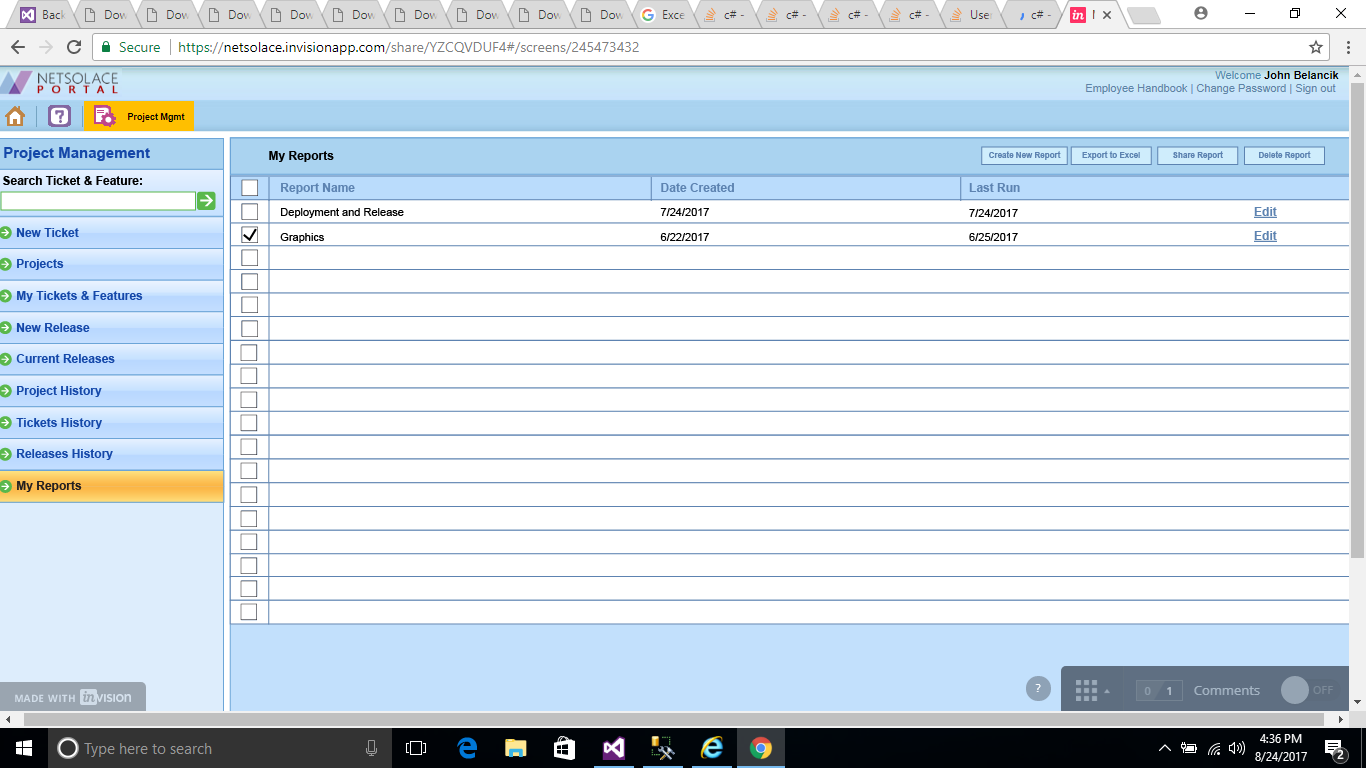 Back
Dow
Dow
Dow
Dow
Dow
Dow
Dow
Dow
Dow
Exce
c# -
c# -
c# -
c# -
Use
c# -
Secure
https://netsolace.invisionapp.com/share/YZCQVDUF4#/screens/245473432
NETSOLACE
PORTAL
Welcome John Belancik
Employee Handbook | Change Password | Sign out
?
Project Mgmt
Project Management
Search Ticket & Feature:
New Ticket
Projects
My Tickets & Features
New Release
Current Releases
Project History
Tickets History
Releases History
My Reports
My Reports
Create New Report
Export to Excel
Share Report
Delete Report
Report Name Date Created Last Run
Deployment and Release 7/24/2017 7/24/2017 Edit
Graphics 6/22/2017 6/25/2017 Edit
MADE WITH invision
?
0 / 1 Comments OFF
Type here to search
4:36 PM
8/24/2017
2